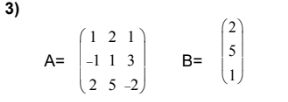 3)
A= (1 2 1
–1 1 3
2 5 –2) B= (2
5
1)